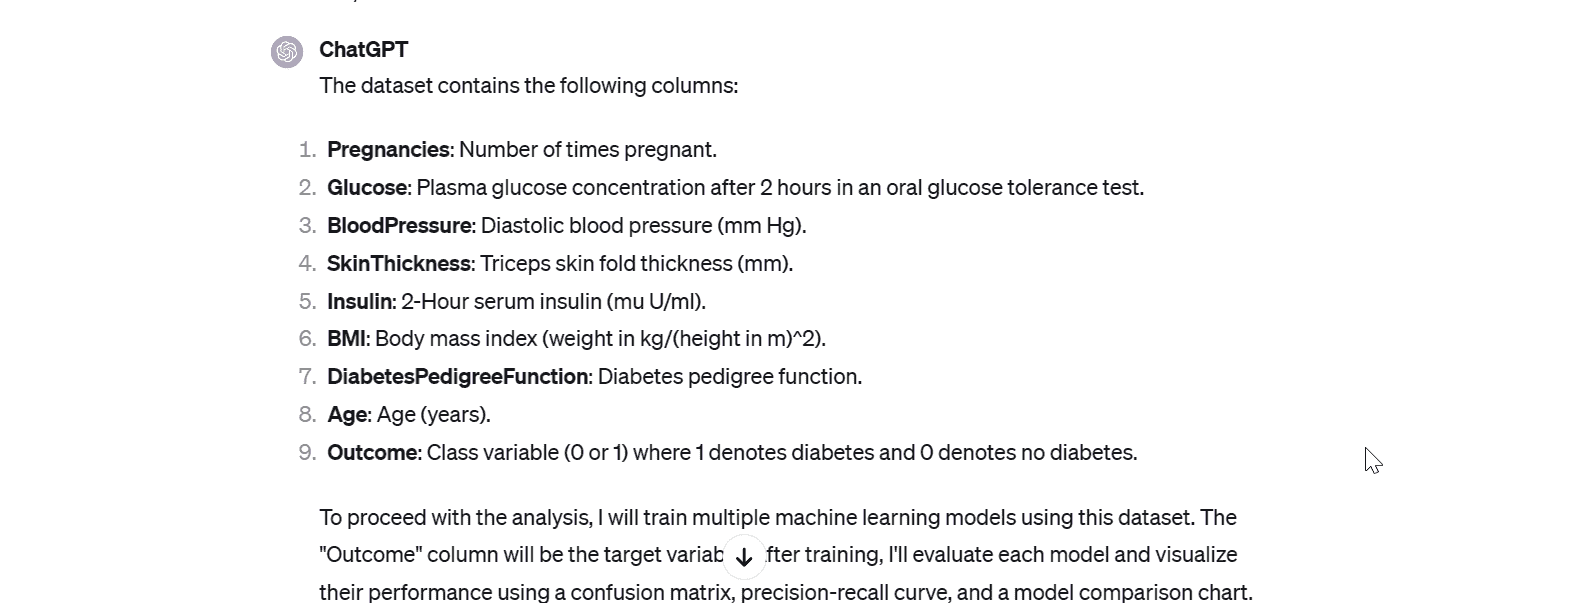 ChatGPT
The dataset contains the following columns:
1. Pregnancies: Number of times pregnant.
2. Glucose: Plasma glucose concentration after 2 hours in an oral glucose tolerance test.
3. BloodPressure: Diastolic blood pressure (mm Hg).
4. SkinThickness: Triceps skin fold thickness (mm).
5. Insulin: 2-Hour serum insulin (mu U/ml).
6. BMI: Body mass index (weight in kg/(height in m)^2).
7. DiabetesPedigreeFunction: Diabetes pedigree function.
8. Age: Age (years).
9. Outcome: Class variable (0 or 1) where 1 denotes diabetes and 0 denotes no diabetes.
To proceed with the analysis, I will train multiple machine learning models using this dataset. The
"Outcome" column will be the target training, I'll evaluate each model and visualize
their performance using a confusion matrix, precision-recall curve, and a model comparison chart.